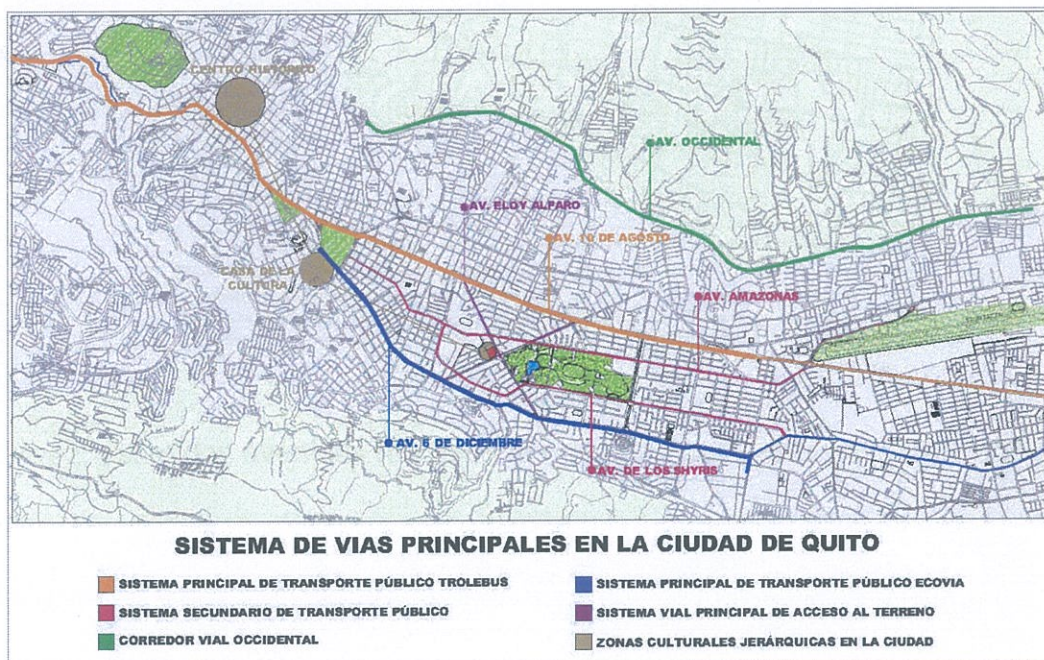 CENTRO HISTÓRICO
AV. OCCIDENTAL
AV. ELOY ALFARO
AV. 10 DE AGOSTO
CASA DE LA
CULTURA
AV. AMAZONAS
AV. 6 DE DICIEMBRE
AV. DE LOS SHYRIS
SISTEMA DE VIAS PRINCIPALES EN LA CIUDAD DE QUITO
SISTEMA PRINCIPAL DE TRANSPORTE PÚBLICO TROLEBUS
SISTEMA PRINCIPAL DE TRANSPORTE PÚBLICO ECOVIA
SISTEMA SECUNDARIO DE TRANSPORTE PÚBLICO
SISTEMA VIAL PRINCIPAL DE ACCESO AL TERRENO
CORREDOR VIAL OCCIDENTAL
ZONAS CULTURALES JERÁRQUICAS EN LA CIUDAD